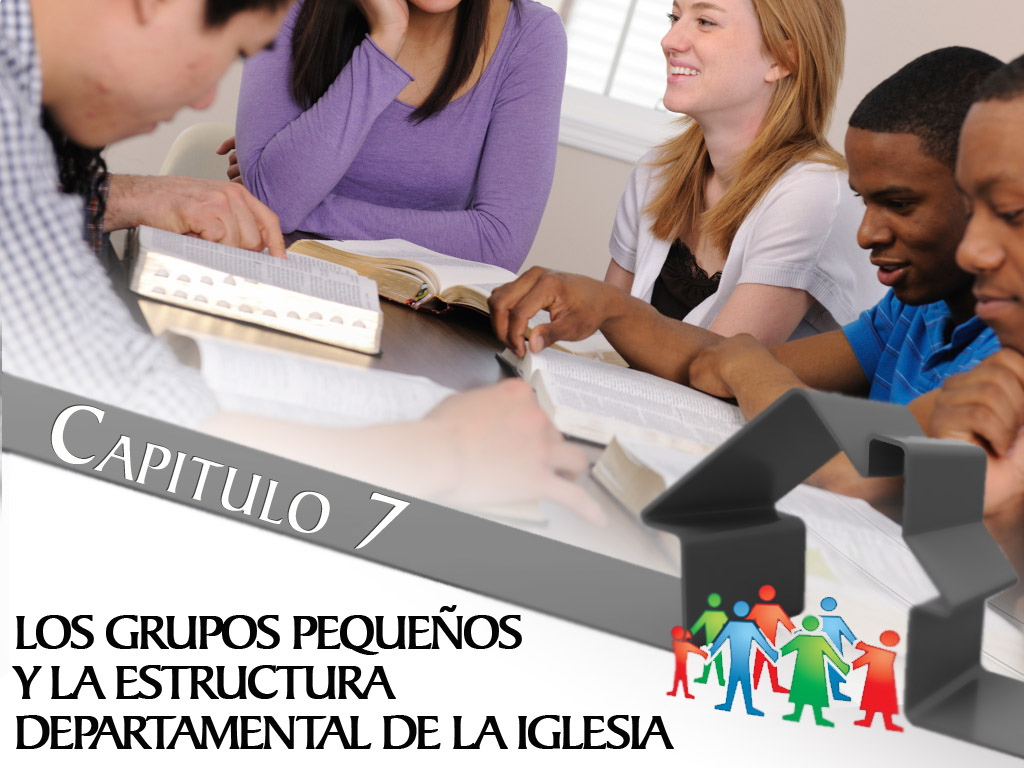 CAPITULO 7
LOS GRUPOS PEQUEÑOS
Y LA ESTRUCTURA
DEPARTAMENTAL DE LA IGLESIA